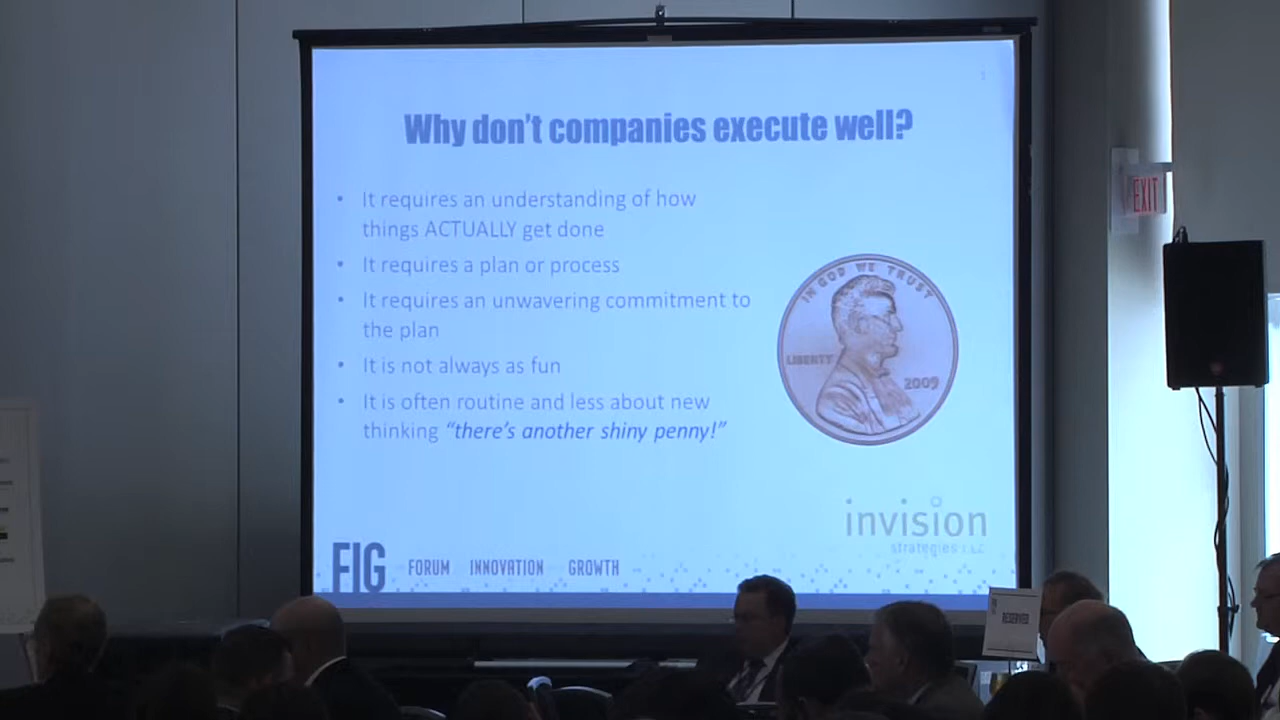 3
Why don't companies execute well?
• It requires an understanding of how
things ACTUALLY get done
• It requires a plan or process
• It requires an unwavering commitment to
the plan
• It is not always as fun
• It is often routine and less about new
thinking "there's another shiny penny!"
IN GOD WE TRUST
LIBERTY
2009
invision
strategies LLC
FIG FORUM INNOVATION GROWTH
EXIT
RESERVED